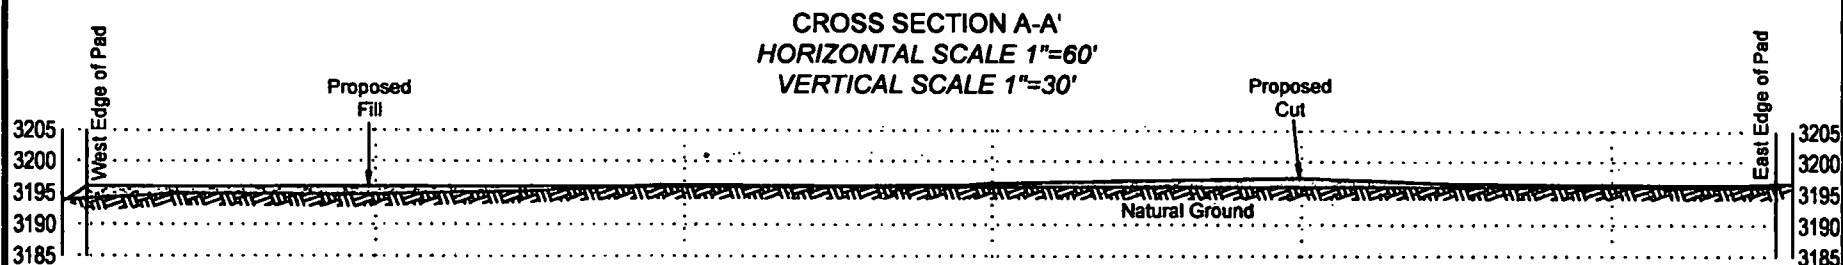 CROSS SECTION A-A'
HORIZONTAL SCALE 1"=60'
VERTICAL SCALE 1"=30'
West Edge of Pad
Proposed
Fill
Proposed
Cut
East Edge of Pad
3205
3200
3195
3190
3185
3205
3200
3195
3190
3185
Natural Ground